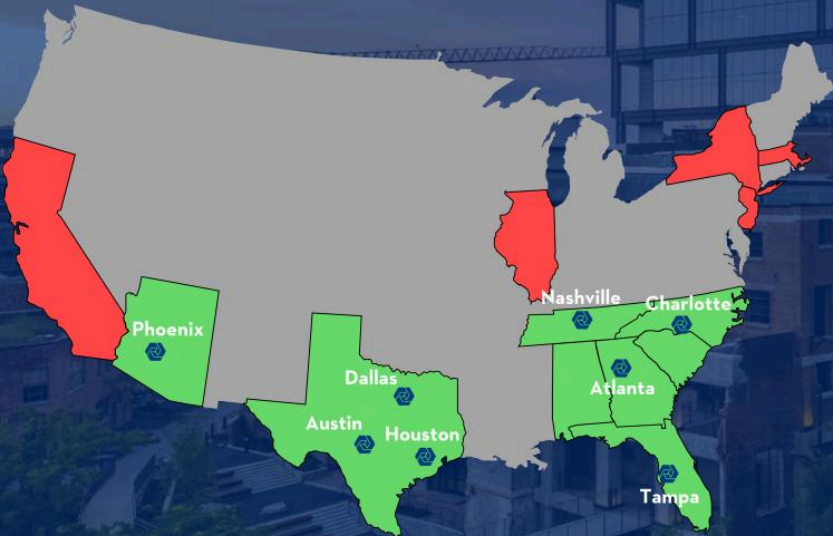 Nashville
Charlotte
Phoenix
Dallas
Atlanta
Austin
Houston
Tampa